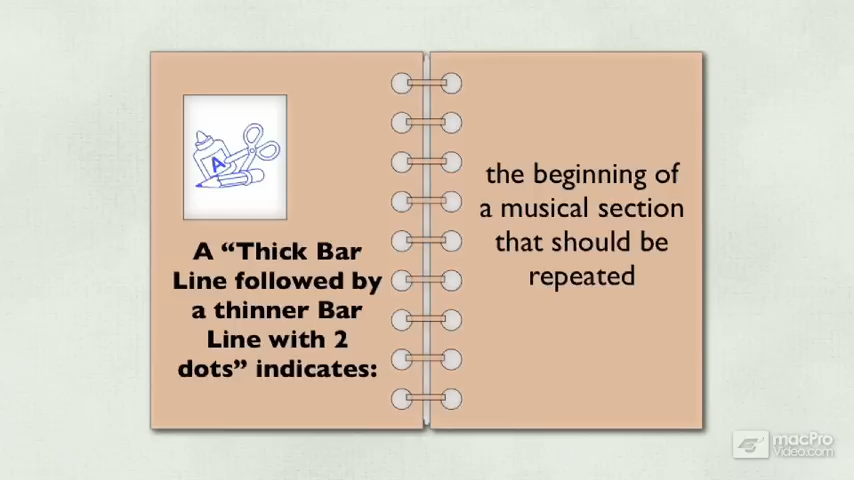 A “Thick Bar
Line followed by
a thinner Bar
Line with 2
dots” indicates:
the beginning of
a musical section
that should be
repeated
A
macPro
Video.com